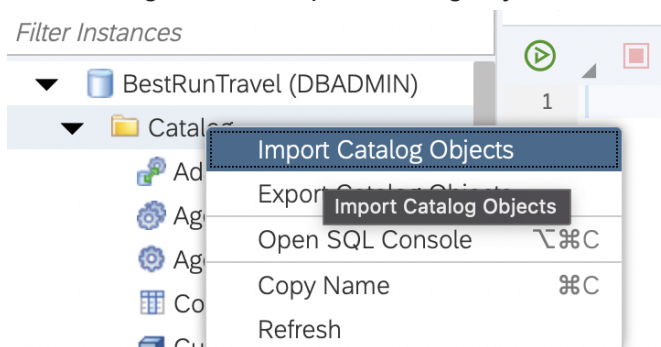 Filter Instances
BestRunTravel (DBADMIN)
1
Import Catalog Objects
Import Catalog Objects
Open SQL Console ⌥⌘C
Copy Name ⌘C
Refresh